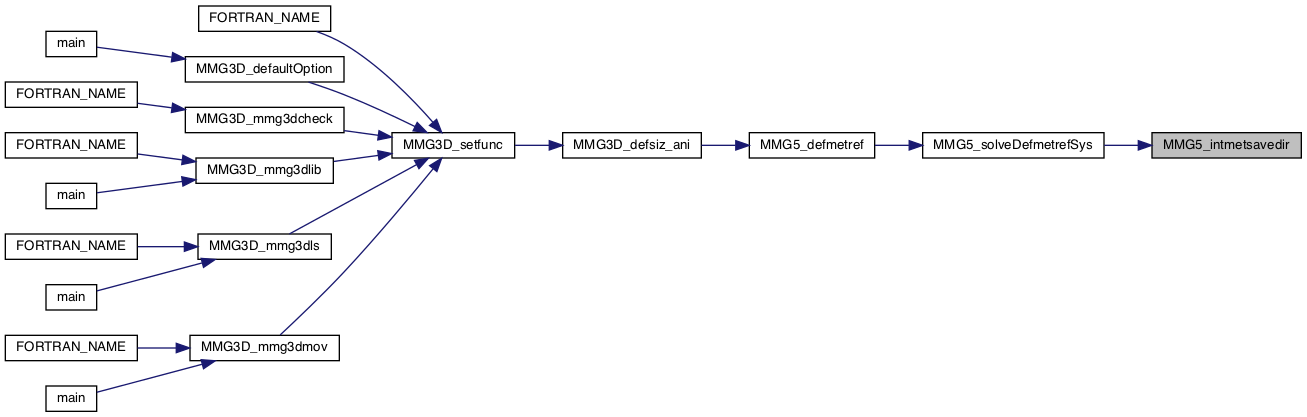 FORTRAN_NAME
main
MMG3D_defaultOption
FORTRAN_NAME
MMG3D_mmg3dcheck
FORTRAN_NAME
MMG3D_setfunc
MMG3D_defsiz_ani
MMG5_defmetref
MMG5_solveDefmetrefSys
MMG5_intmetsavedir
MMG3D_mmg3dlib
main
FORTRAN_NAME
MMG3D_mmg3dls
main
FORTRAN_NAME
MMG3D_mmg3dmov
main